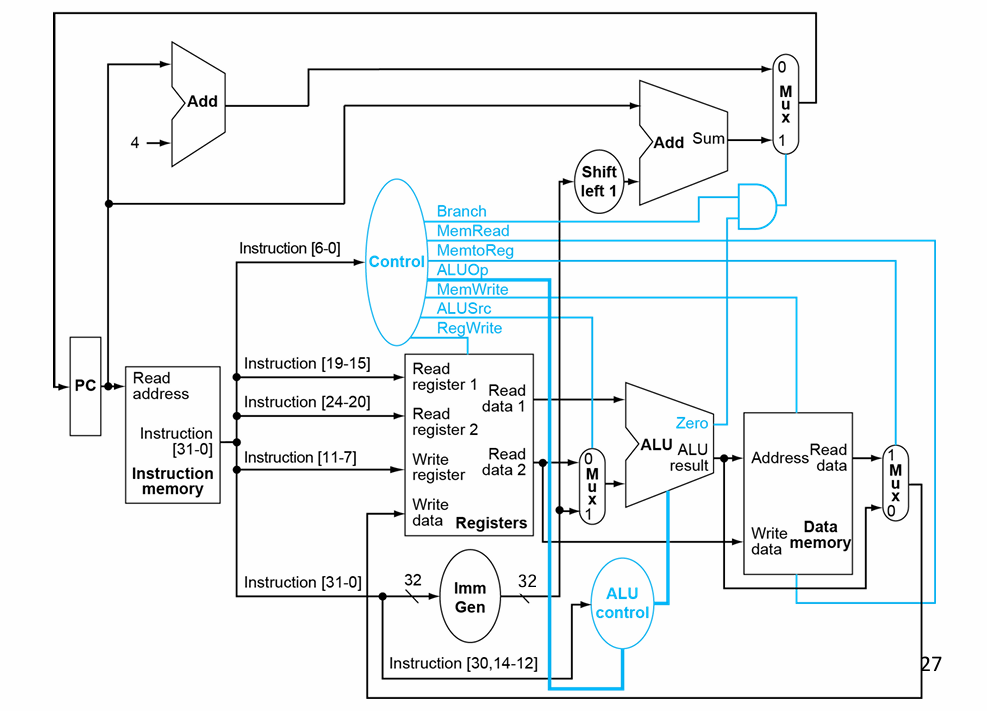 0
Mux
1
Add
4
Add Sum
Shift
left 1
Branch
MemRead
MemtoReg
ALUOp
MemWrite
ALUSrc
RegWrite
Control
Instruction [6-0]
Instruction [19-15]
Instruction [24-20]
Instruction [11-7]
PC
Read
address
Instruction
[31-0]
Instruction
memory
Read
register 1
Read
register 2
Write
register
Write
data
Read
data 1
Read
data 2
Registers
0
Mux
1
Zero
ALU ALU
result
Address
Read
data
Write
data
Data
memory
1
Mux
0
Instruction [31-0]
32
Imm
Gen
32
ALU
control
Instruction [30,14-12]
27